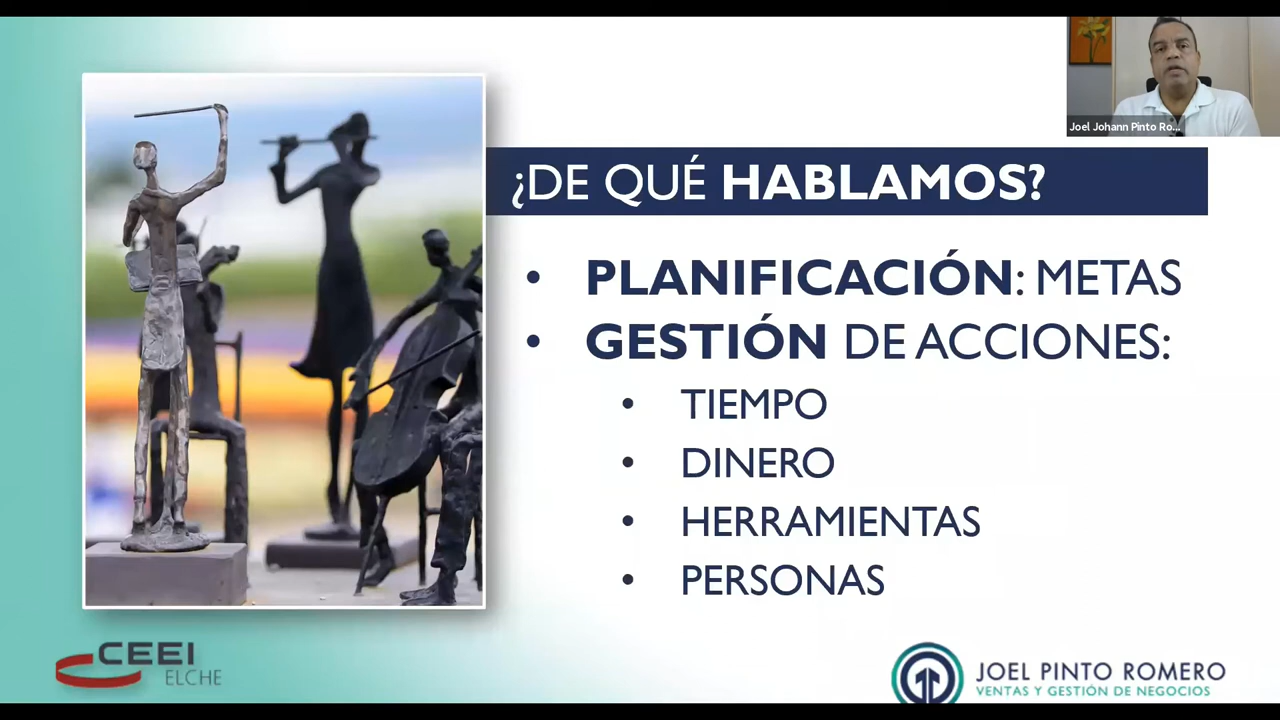 Joel Johann Pinto Ro...
¿DE QUÉ HABLAMOS?
• PLANIFICACIÓN: METAS
• GESTIÓN DE ACCIONES:
• TIEMPO
• DINERO
• HERRAMIENTAS
• PERSONAS
CEEI
ELCHE
JOEL PINTO ROMERO
VENTAS Y GESTIÓN DE NEGOCIOS